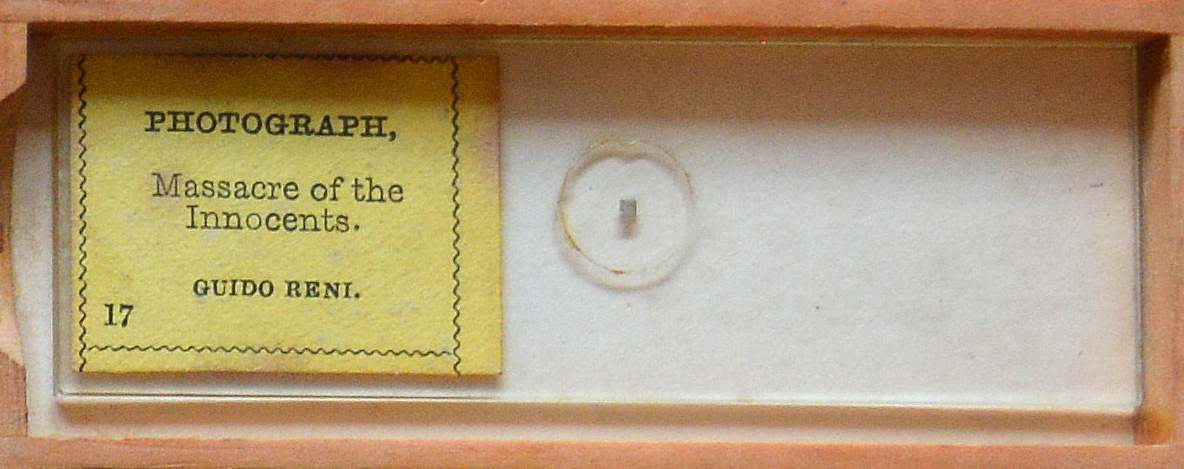 PHOTOGRAPH,
Massacre of the
Innocents.
GUIDO RENI.
17